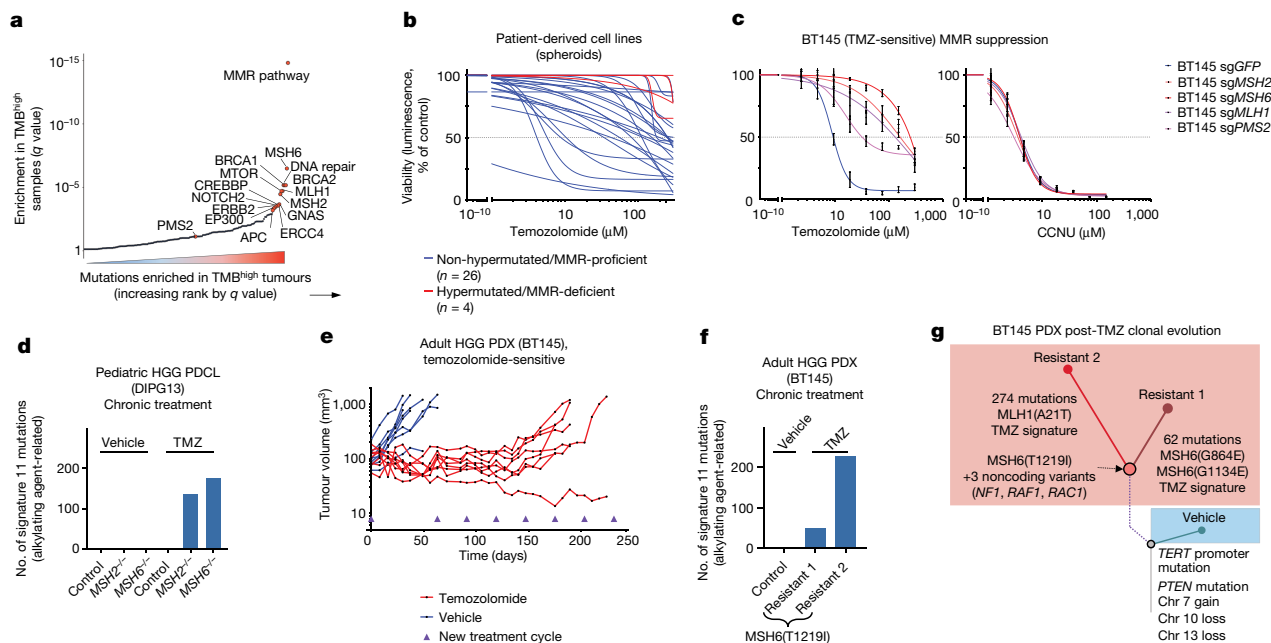 a
Enrichment in TMBhigh
samples (q value)
10−15
10−10
10−5
1
MMR pathway
MSH6
DNA repair
BRCA1
BRCA2
MTOR
MLH1
CREBBP
MSH2
NOTCH2
GNAS
ERBB2
EP300
PMS2
APC
ERCC4
Mutations enriched in TMBhigh tumours
(increasing rank by q value)
b
Patient-derived cell lines
(spheroids)
Viability (luminescence,
% of control)
100
50
0
10−10
10
100
Temozolomide (μM)
Non-hypermutated/MMR-proficient
(n = 26)
Hypermutated/MMR-deficient
(n = 4)
c
BT145 (TMZ-sensitive) MMR suppression
100
50
0
10−10
10
100
1,000
Temozolomide (μM)
100
50
0
10−10
10
100
1,000
CCNU (μM)
BT145 sgGFP
BT145 sgMSH2
BT145 sgMSH6
BT145 sgMLH1
BT145 sgPMS2
d
Pediatric HGG PDCL
(DIPG13)
Chronic treatment
Vehicle
TMZ
No. of signature 11 mutations
(alkylating agent-related)
200
100
0
Control
MSH2−/−
MSH6−/−
Control
MSH2−/−
MSH6−/−
e
Adult HGG PDX (BT145),
temozolomide-sensitive
Tumour volume (mm3)
1,000
100
10
0
50
100
150
200
250
Time (days)
Temozolomide
Vehicle
New treatment cycle
f
Adult HGG PDX
(BT145)
Chronic treatment
Vehicle
TMZ
No. of signature 11 mutations
(alkylating agent-related)
200
100
0
Control
Resistant 1
Resistant 2
MSH6(T1219I)
g
BT145 PDX post-TMZ clonal evolution
Resistant 2
Resistant 1
274 mutations
MLH1(A21T)
TMZ signature
62 mutations
MSH6(G864E)
MSH6(G1134E)
TMZ signature
MSH6(T1219I)
+3 noncoding variants
(NF1, RAF1, RAC1)
Vehicle
TERT promoter
mutation
PTEN mutation
Chr 7 gain
Chr 10 loss
Chr 13 loss